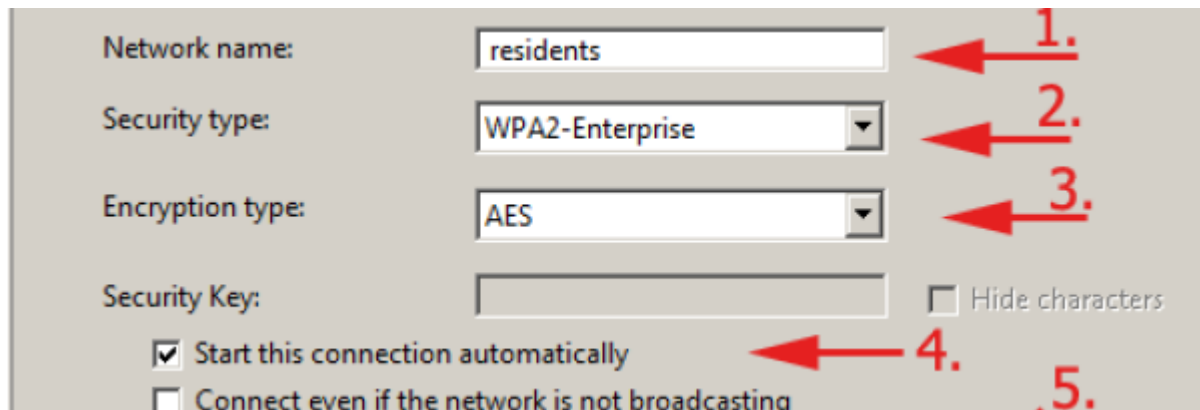 Network name: residents 1.
Security type: WPA2-Enterprise 2.
Encryption type: AES 3.
Security Key: Hide characters
Start this connection automatically 4.
Connect even if the network is not broadcasting 5.